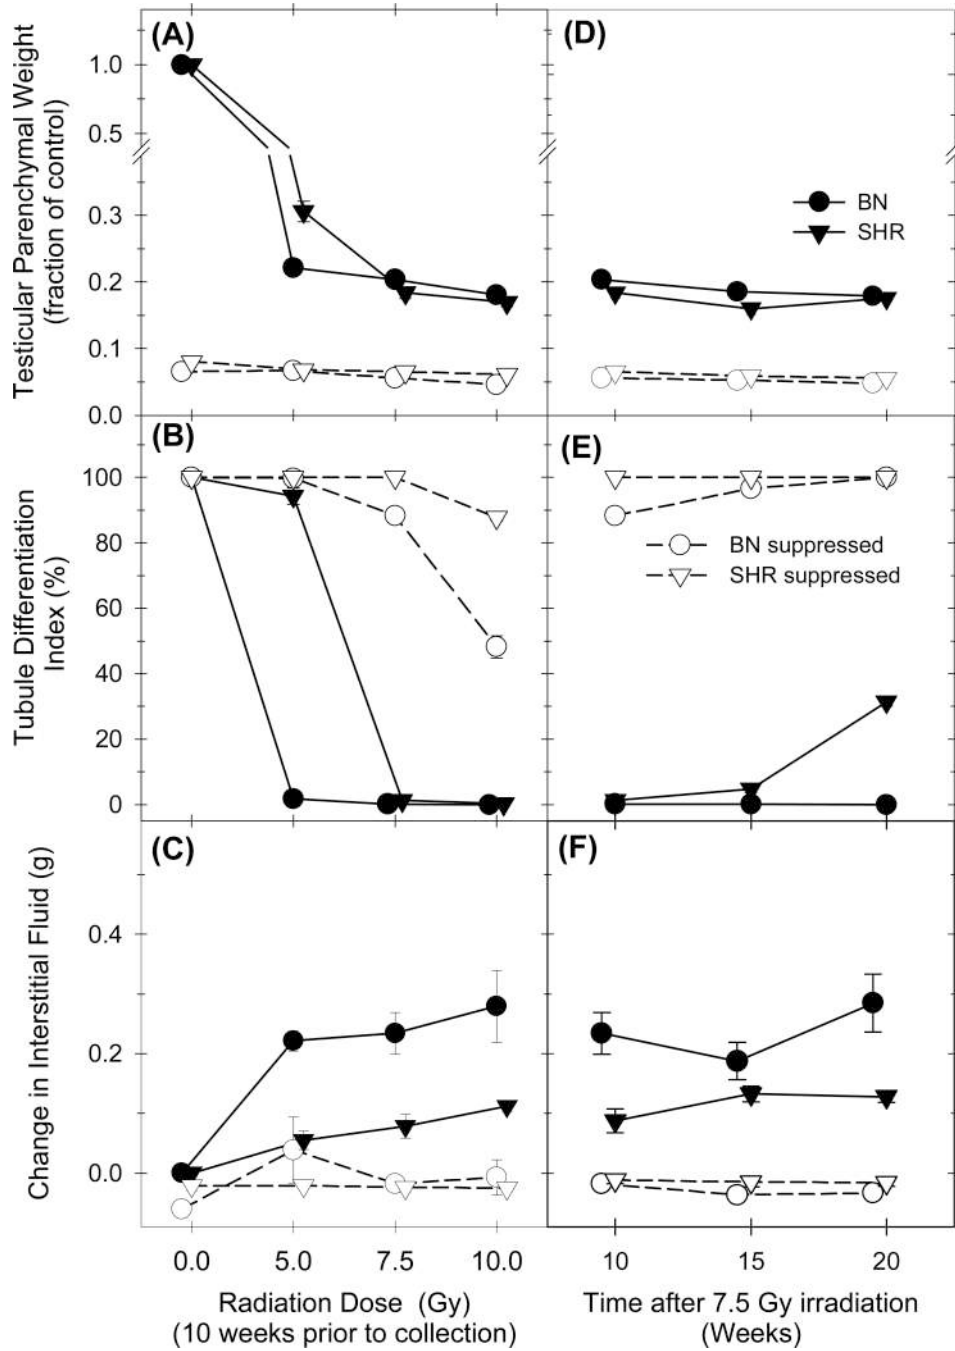 (A)
(D)
Testicular Parenchymal Weight
(fraction of control)
1.0
0.5
0.3
0.2
0.1
0.0
BN
SHR
(B)
(E)
Tubule Differentiation
Index (%)
100
80
60
40
20
0
BN suppressed
SHR suppressed
(C)
(F)
Change in Interstitial Fluid (g)
0.4
0.2
0.0
0.0 5.0 7.5 10.0
10 15 20
Radiation Dose (Gy)
(10 weeks prior to collection)
Time after 7.5 Gy irradiation
(Weeks)